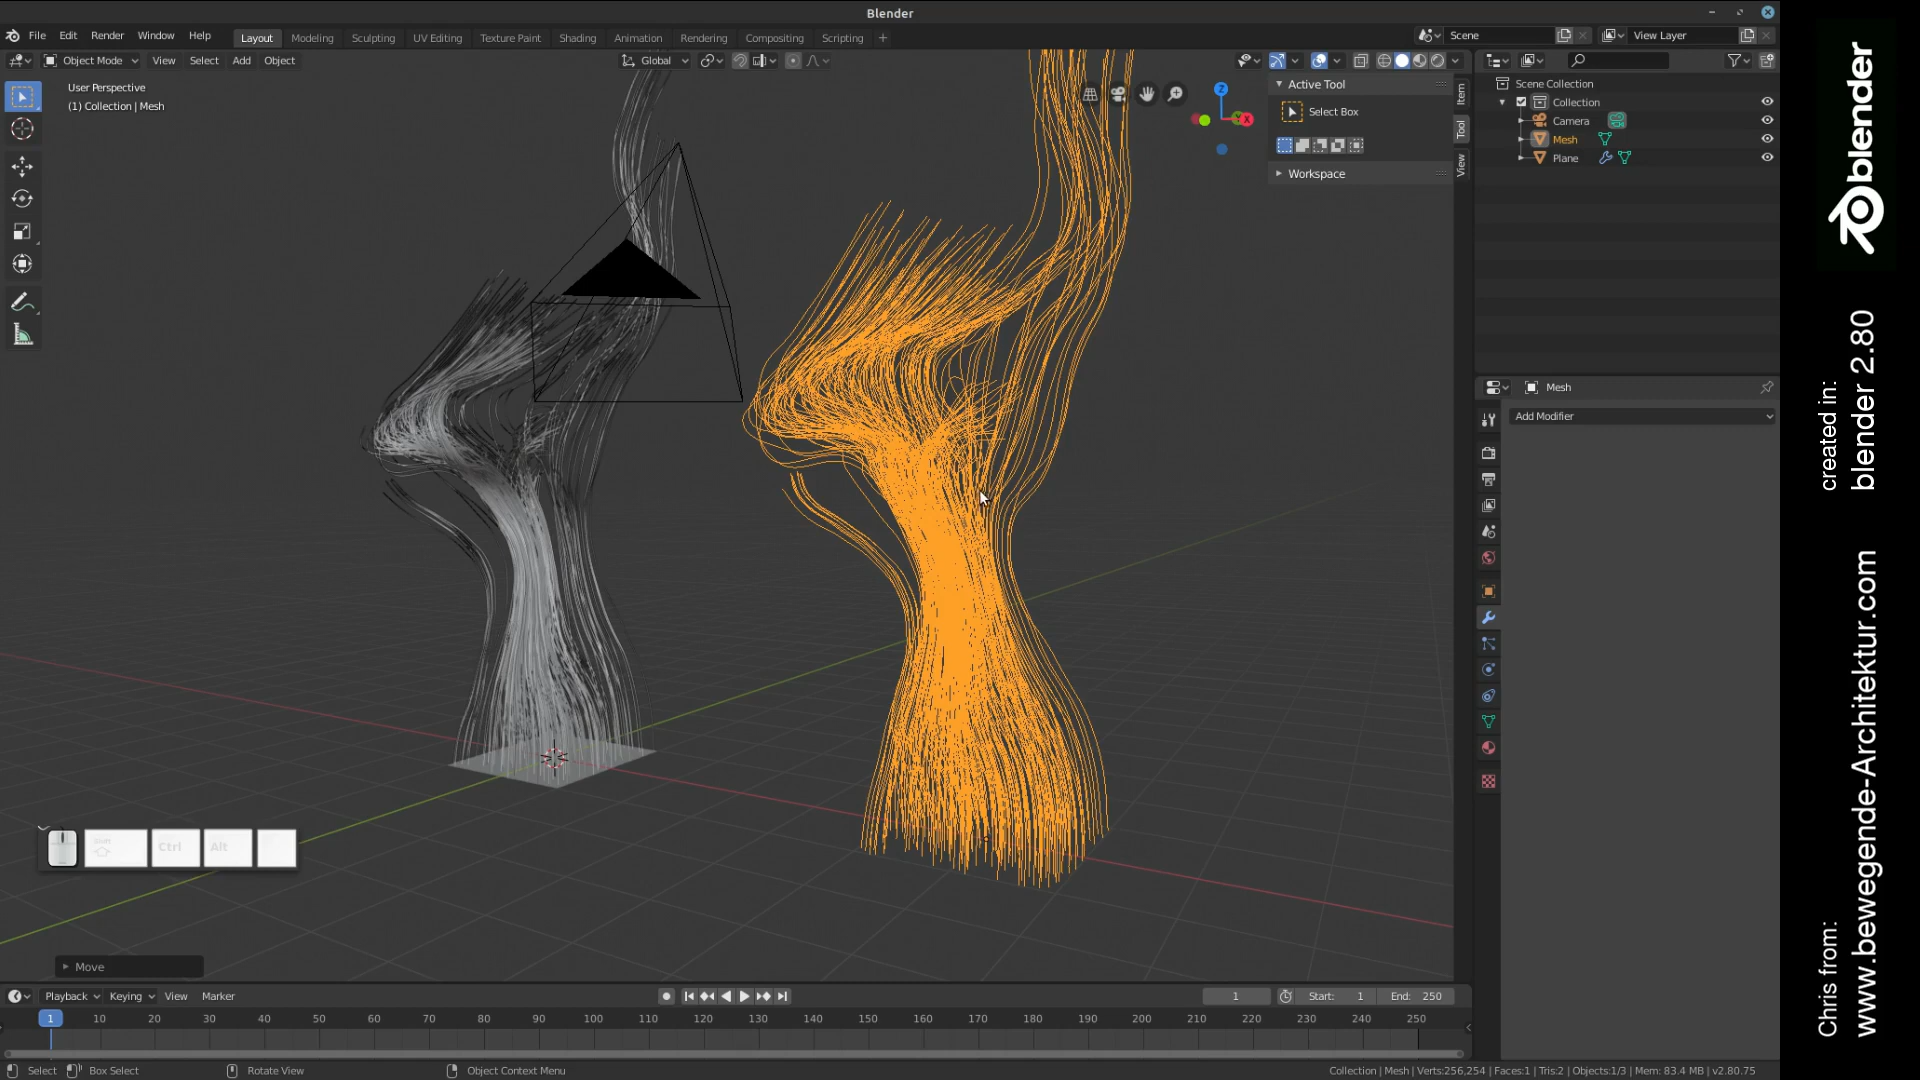 Blender
File Edit Render Window Help
Layout Modeling Sculpting UV Editing Texture Paint Shading Animation Rendering Compositing Scripting +
Scene
View Layer
Object Mode View Select Add Object
Global
User Perspective
(1) Collection | Mesh
Z
X
Active Tool
Select Box
Workspace
Item
Tool
View
Scene Collection
Collection
Camera
Mesh
Plane
Mesh
Add Modifier
Shift Ctrl Alt
Move
Playback Keying View Marker
1
Start: 1
End: 250
1 10 20 30 40 50 60 70 80 90 100 110 120 130 140 150 160 170 180 190 200 210 220 230 240 250
Select Box Select Rotate View Object Context Menu
Collection | Mesh | Verts:256,254 | Faces:1 | Tris:2 | Objects:1/3 | Mem: 83.4 MB | v2.80.75
blender
created in:
blender 2.80
Chris from:
www.bewegende-Architektur.com